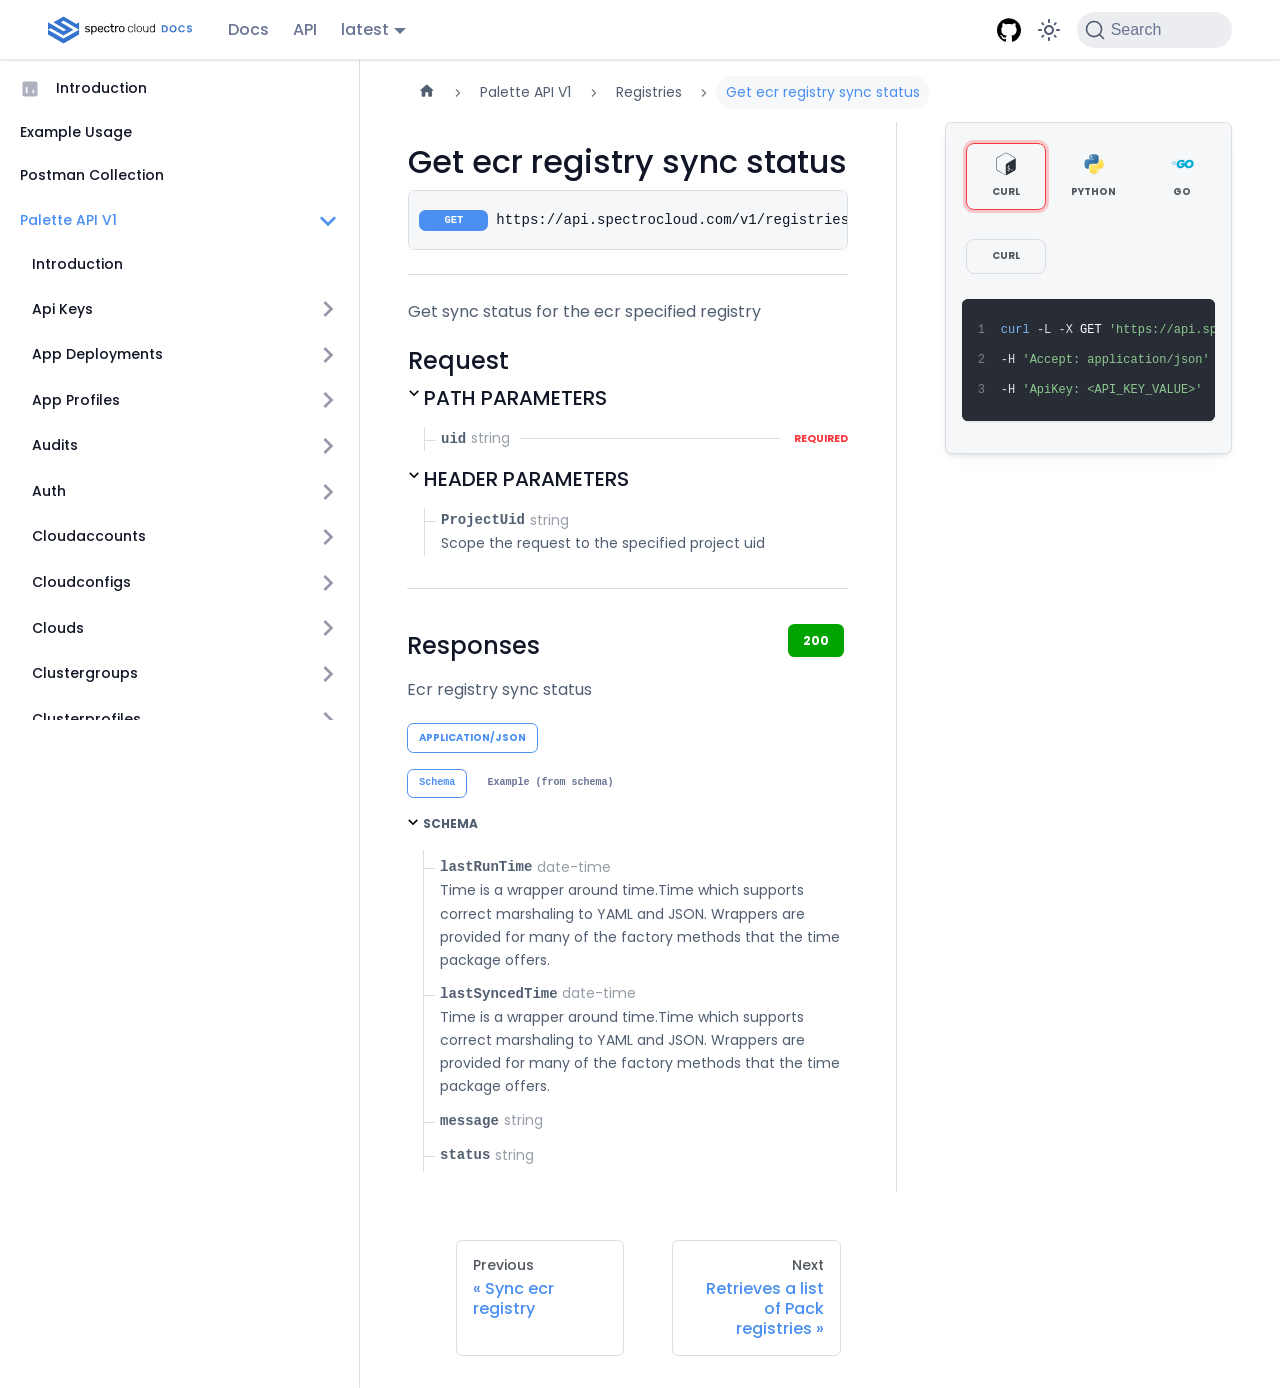 spectro cloud DOCS
Docs
API
latest
Search
Introduction
Example Usage
Postman Collection
Palette API V1
Introduction
Api Keys
App Deployments
App Profiles
Audits
Auth
Cloudaccounts
Cloudconfigs
Clouds
Clustergroups
Clusterprofiles
Palette API V1
Registries
Get ecr registry sync status
Get ecr registry sync status
GET https://api.spectrocloud.com/v1/registries
Get sync status for the ecr specified registry
Request
PATH PARAMETERS
uid string REQUIRED
HEADER PARAMETERS
ProjectUid string
Scope the request to the specified project uid
Responses
200
Ecr registry sync status
APPLICATION/JSON
Schema
Example (from schema)
SCHEMA
lastRunTime date-time
Time is a wrapper around time.Time which supports
correct marshaling to YAML and JSON. Wrappers are
provided for many of the factory methods that the time
package offers.
lastSyncedTime date-time
Time is a wrapper around time.Time which supports
correct marshaling to YAML and JSON. Wrappers are
provided for many of the factory methods that the time
package offers.
message string
status string
Previous
« Sync ecr
registry
Next
Retrieves a list
of Pack
registries »
CURL
PYTHON
GO
CURL
1 curl -L -X GET 'https://api.sp
2 -H 'Accept: application/json'
3 -H 'ApiKey: <API_KEY_VALUE>'